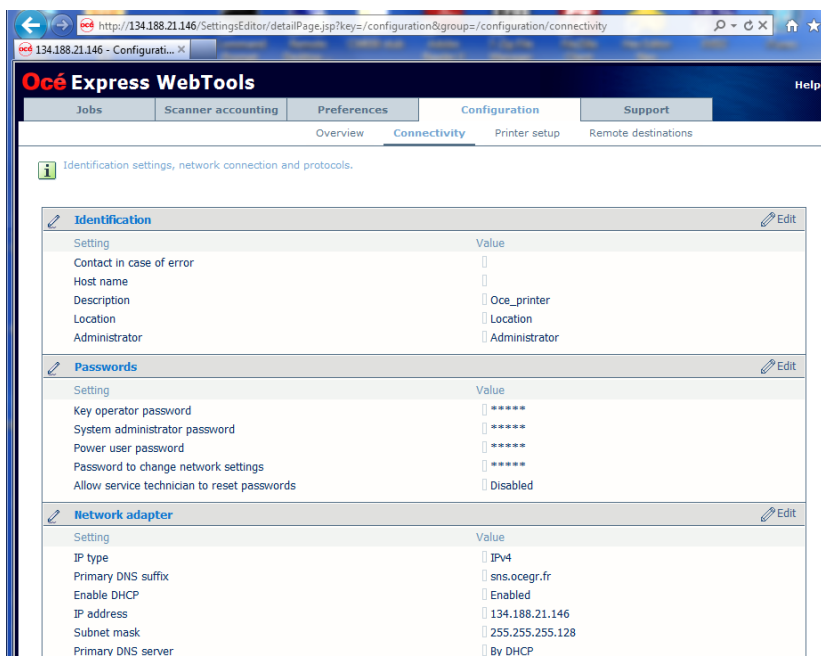 http://134.188.21.146/SettingsEditor/detailPage.jsp?key=/configuration&group=/configuration/connectivity
134.188.21.146 - Configurati...
Océ Express WebTools
Help
Jobs Scanner accounting Preferences Configuration Support
Overview Connectivity Printer setup Remote destinations
Identification settings, network connection and protocols.
Identification Edit
Setting Value
Contact in case of error
Host name
Description Oce_printer
Location Location
Administrator Administrator
Passwords Edit
Setting Value
Key operator password *****
System administrator password *****
Power user password *****
Password to change network settings *****
Allow service technician to reset passwords Disabled
Network adapter Edit
Setting Value
IP type IPv4
Primary DNS suffix sns.ocegr.fr
Enable DHCP Enabled
IP address 134.188.21.146
Subnet mask 255.255.255.128
Primary DNS server By DHCP